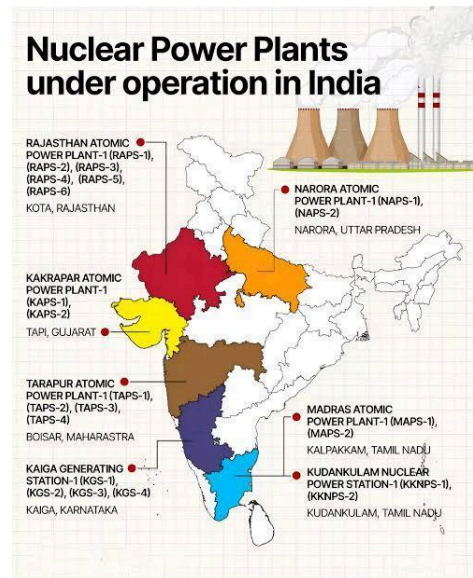 Nuclear Power Plants
under operation in India
RAJASTHAN ATOMIC
POWER PLANT-1 (RAPS-1),
(RAPS-2), (RAPS-3),
(RAPS-4), (RAPS-5),
(RAPS-6)
KOTA, RAJASTHAN
NARORA ATOMIC
POWER PLANT-1 (NAPS-1),
(NAPS-2)
NARORA, UTTAR PRADESH
KAKRAPAR ATOMIC
POWER PLANT-1
(KAPS-1),
(KAPS-2)
TAPI, GUJARAT
TARAPUR ATOMIC
POWER PLANT-1 (TAPS-1),
(TAPS-2), (TAPS-3),
(TAPS-4)
BOISAR, MAHARASTRA
MADRAS ATOMIC
POWER PLANT-1 (MAPS-1),
(MAPS-2)
KALPAKKAM, TAMIL NADU
KAIGA GENERATING
STATION-1 (KGS-1),
(KGS-2), (KGS-3), (KGS-4)
KAIGA, KARNATAKA
KUDANKULAM NUCLEAR
POWER STATION-1 (KKNPS-1),
(KKNPS-2)
KUDANKULAM, TAMIL NADU